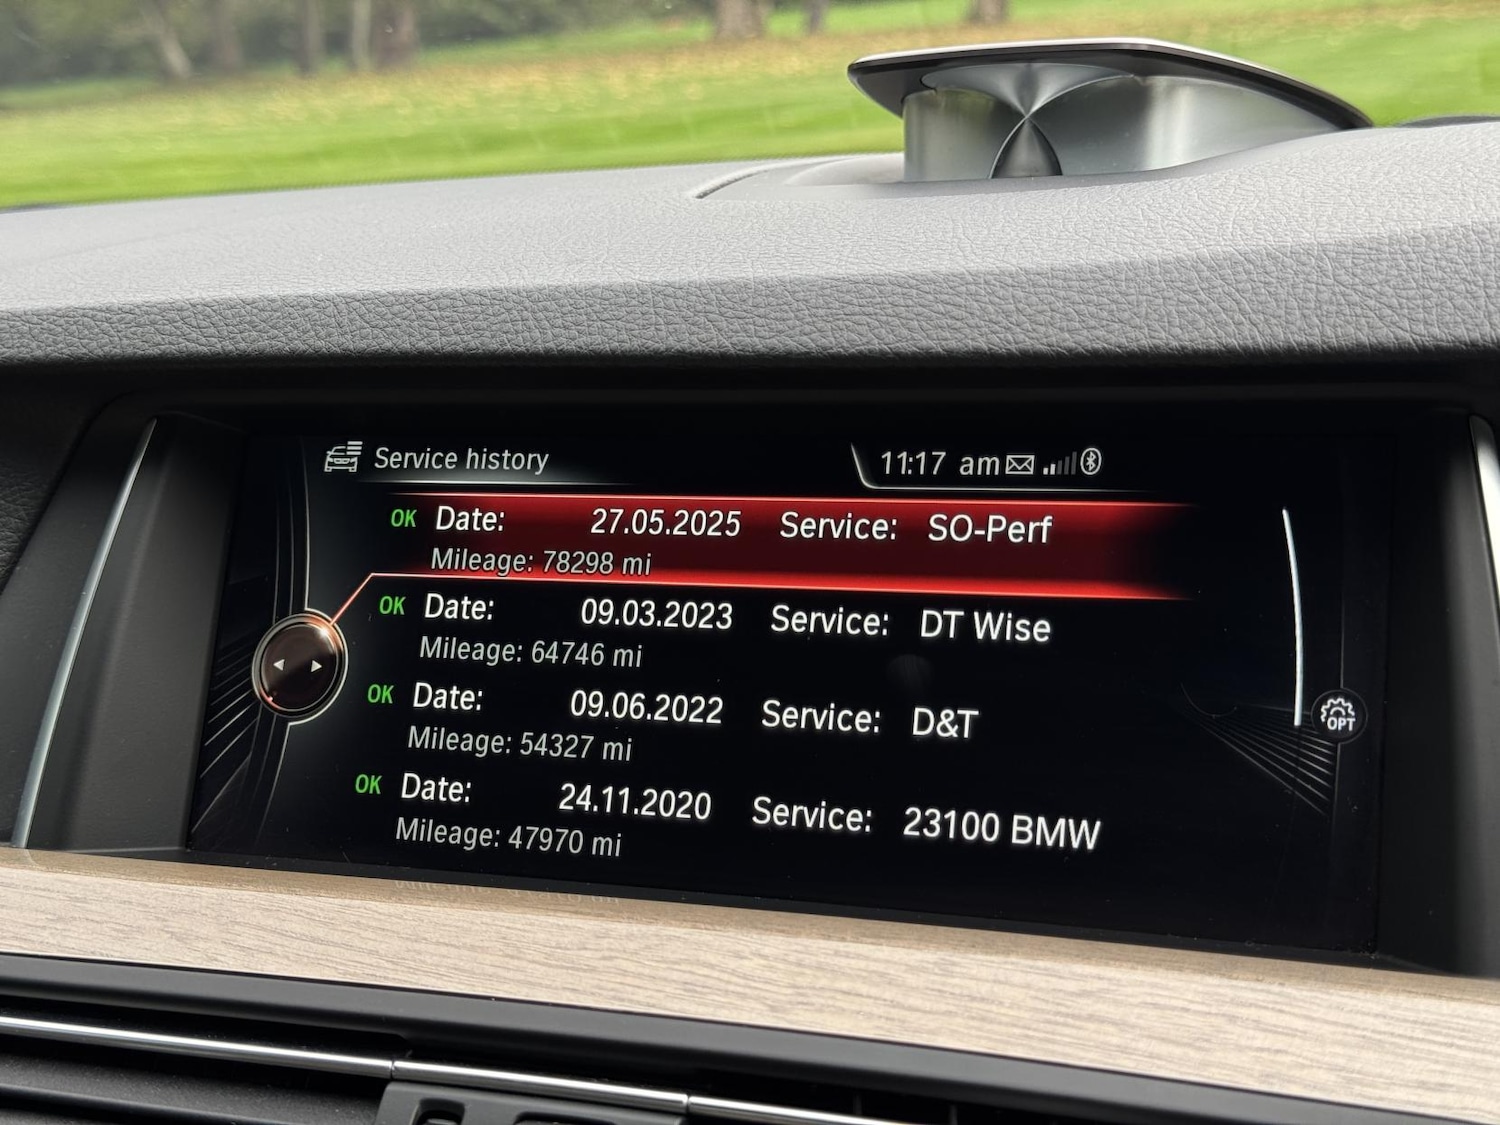 Service history
11:17 am
OK Date: 27.05.2025 Service: SO-Perf
Mileage: 78298 mi
OK Date: 09.03.2023 Service: DT Wise
Mileage: 64746 mi
OK Date: 09.06.2022 Service: D&T
Mileage: 54327 mi
OK Date: 24.11.2020 Service: 23100 BMW
Mileage: 47970 mi
OPT